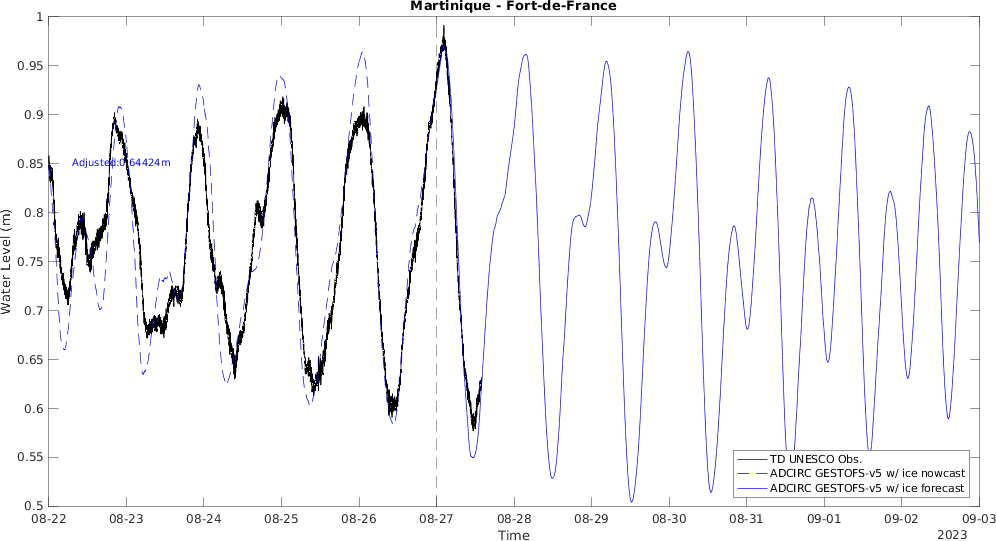 Martinique - Fort-de-France
1
0.95
0.9
0.85
0.8
0.75
0.7
0.65
0.6
0.55
0.5
Water Level (m)
Adjusted:0.64424m
TD UNESCO Obs.
ADCIRC GESTOFS-v5 w/ ice nowcast
ADCIRC GESTOFS-v5 w/ ice forecast
08-22 08-23 08-24 08-25 08-26 08-27 08-28 08-29 08-30 08-31 09-01 09-02 09-03
Time
2023